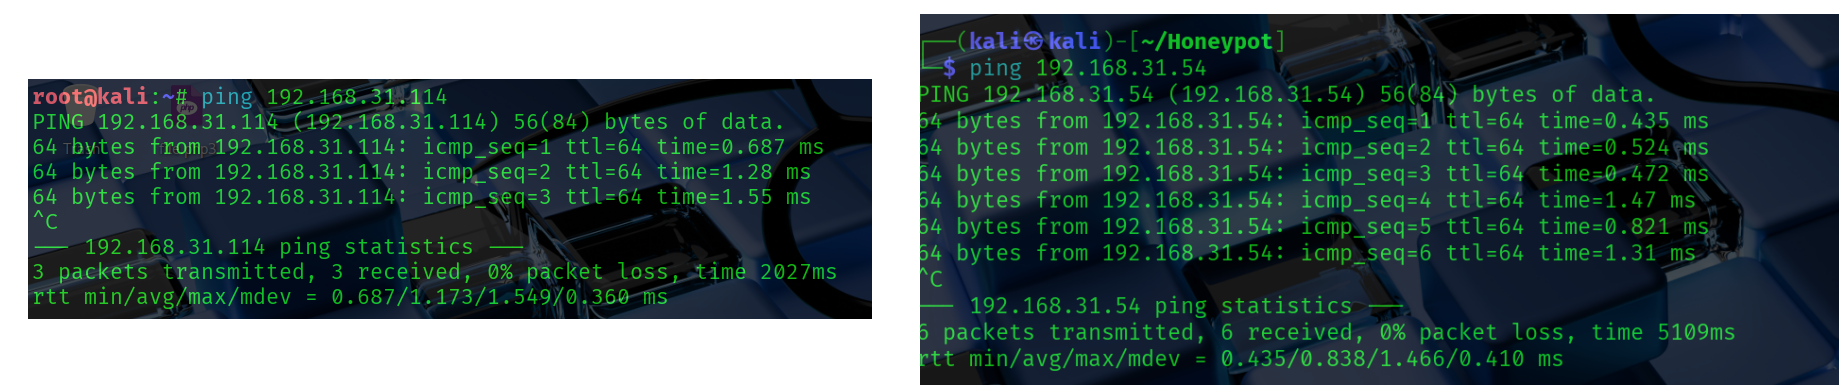 root@kali:~# ping 192.168.31.114
PING 192.168.31.114 (192.168.31.114) 56(84) bytes of data.
64 bytes from 192.168.31.114: icmp_seq=1 ttl=64 time=0.687 ms
64 bytes from 192.168.31.114: icmp_seq=2 ttl=64 time=1.28 ms
64 bytes from 192.168.31.114: icmp_seq=3 ttl=64 time=1.55 ms
^C
--- 192.168.31.114 ping statistics ---
3 packets transmitted, 3 received, 0% packet loss, time 2027ms
rtt min/avg/max/mdev = 0.687/1.173/1.549/0.360 ms
┌──(kali㉿kali)-[~/Honeypot]
└─$ ping 192.168.31.54
PING 192.168.31.54 (192.168.31.54) 56(84) bytes of data.
64 bytes from 192.168.31.54: icmp_seq=1 ttl=64 time=0.435 ms
64 bytes from 192.168.31.54: icmp_seq=2 ttl=64 time=0.524 ms
64 bytes from 192.168.31.54: icmp_seq=3 ttl=64 time=0.472 ms
64 bytes from 192.168.31.54: icmp_seq=4 ttl=64 time=1.47 ms
64 bytes from 192.168.31.54: icmp_seq=5 ttl=64 time=0.821 ms
64 bytes from 192.168.31.54: icmp_seq=6 ttl=64 time=1.31 ms
^C
--- 192.168.31.54 ping statistics ---
6 packets transmitted, 6 received, 0% packet loss, time 5109ms
rtt min/avg/max/mdev = 0.435/0.838/1.466/0.410 ms